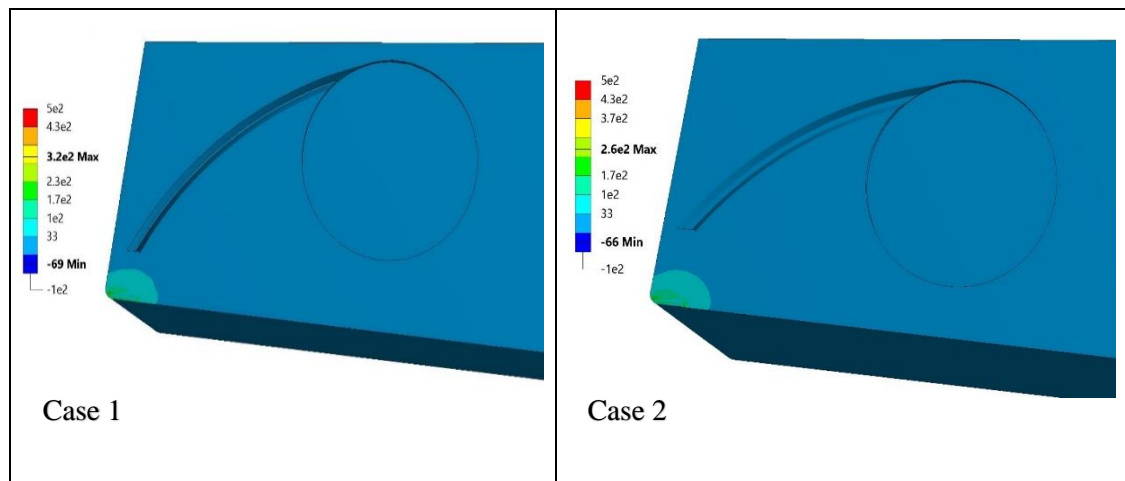 5e2
4.3e2
3.2e2 Max
2.3e2
1.7e2
1e2
33
-69 Min
-1e2
Case 1
5e2
4.3e2
3.7e2
2.6e2 Max
1.7e2
1e2
33
-66 Min
-1e2
Case 2